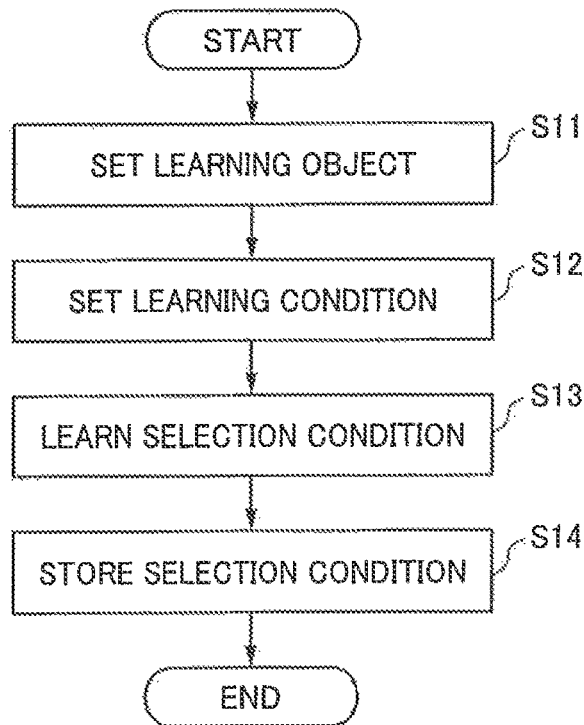 START
SET LEARNING OBJECT
S11
SET LEARNING CONDITION
S12
LEARN SELECTION CONDITION
S13
STORE SELECTION CONDITION
S14
END